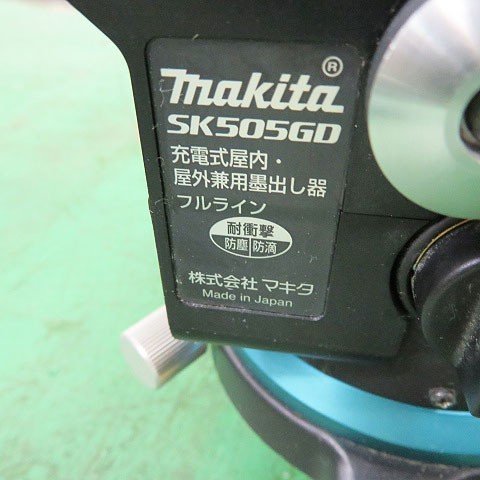 makita®
SK505GD
充電式屋内・
屋外兼用墨出し器
フルライン
耐衝撃
防塵 防滴
株式会社 マキタ
Made in Japan